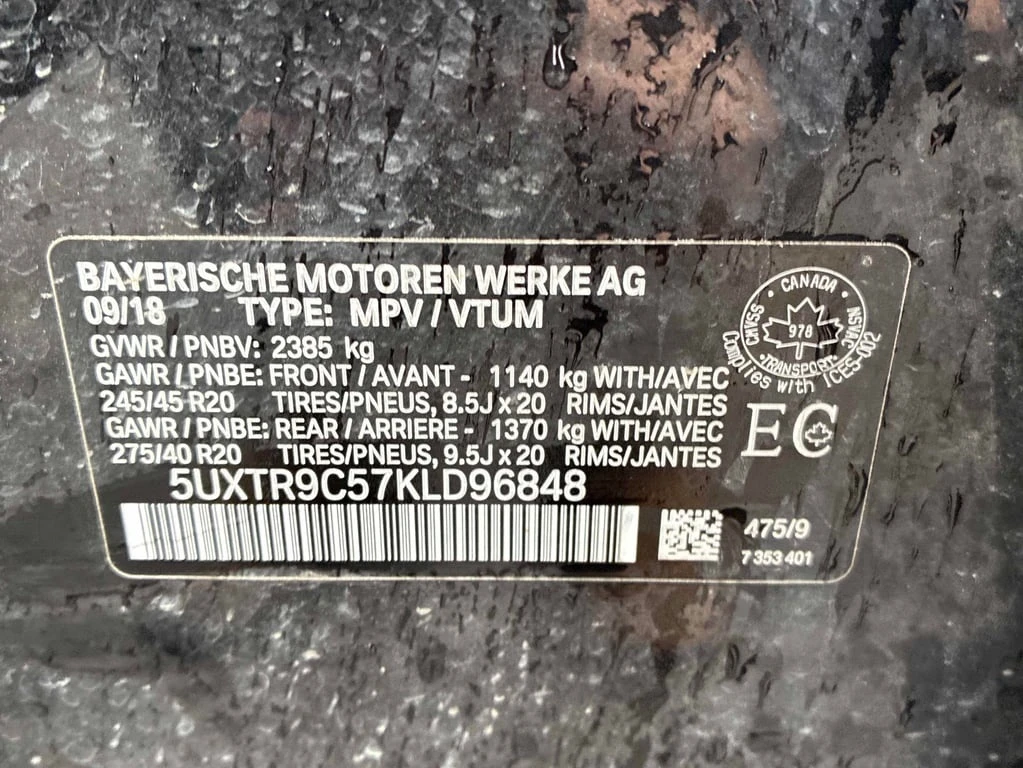 BAYERISCHE MOTOREN WERKE AG
09/18 TYPE: MPV / VTUM
GVWR / PNBV: 2385 kg
GAWR / PNBE: FRONT / AVANT - 1140 kg WITH/AVEC
245/45 R20 TIRES/PNEUS, 8.5J x 20 RIMS/JANTES
GAWR / PNBE: REAR / ARRIERE - 1370 kg WITH/AVEC
275/40 R20 TIRES/PNEUS, 9.5J x 20 RIMS/JANTES
5UXTR9C57KLD96848
CANADA
CMVSS
NSVAC
978
TRANSPORT
Complies with ICES-002
EC
475/9
7 353 401